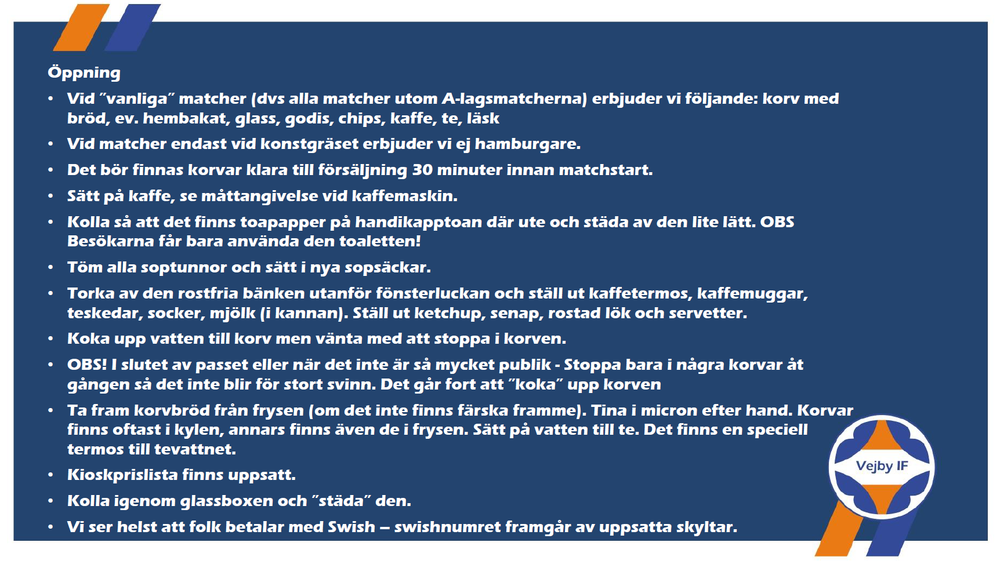 Öppning
• Vid ”vanliga” matcher (dvs alla matcher utom A-lagsmatcherna) erbjuder vi följande: korv med
bröd, ev. hembakat, glass, godis, chips, kaffe, te, läsk
• Vid matcher endast vid konstgräset erbjuder vi ej hamburgare.
• Det bör finnas korvar klara till försäljning 30 minuter innan matchstart.
• Sätt på kaffe, se måttangivelse vid kaffemaskin.
• Kolla så att det finns toapapper på handikapptoan där ute och städa av den lite lätt. OBS
Besökarna får bara använda den toaletten!
• Töm alla soptunnor och sätt i nya sopsäckar.
• Torka av den rostfria bänken utanför fönsterluckan och ställ ut kaffetermos, kaffemuggar,
teskedar, socker, mjölk (i kannan). Ställ ut ketchup, senap, rostad lök och servetter.
• Koka upp vatten till korv men vänta med att stoppa i korven.
• OBS! I slutet av passet eller när det inte är så mycket publik - Stoppa bara i några korvar åt
gången så det inte blir för stort svinn. Det går fort att ”koka” upp korven
• Ta fram korvbröd från frysen (om det inte finns färska framme). Tina i micron efter hand. Korvar
finns oftast i kylen, annars finns även de i frysen. Sätt på vatten till te. Det finns en speciell
termos till tevattnet.
• Kioskprislista finns uppsatt.
• Kolla igenom glassboxen och ”städa” den.
• Vi ser helst att folk betalar med Swish – swishnumret framgår av uppsatta skyltar.
Vejby IF